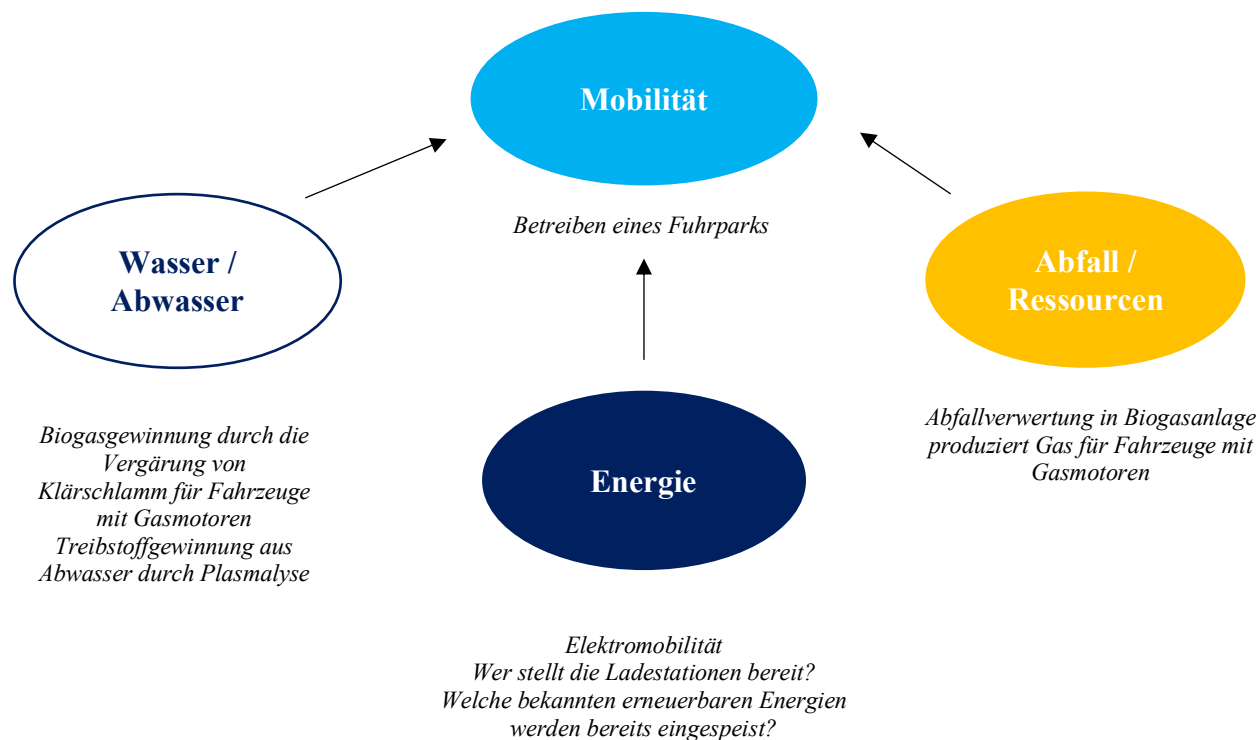 Mobilität
Betreiben eines Fuhrparks
Wasser /
Abwasser
Abfall /
Ressourcen
Biogasgewinnung durch die
Vergärung von
Klärschlamm für Fahrzeuge
mit Gasmotoren
Treibstoffgewinnung aus
Abwasser durch Plasmalyse
Energie
Abfallverwertung in Biogasanlage
produziert Gas für Fahrzeuge mit
Gasmotoren
Elektromobilität
Wer stellt die Ladestationen bereit?
Welche bekannten erneuerbaren Energien
werden bereits eingespeist?